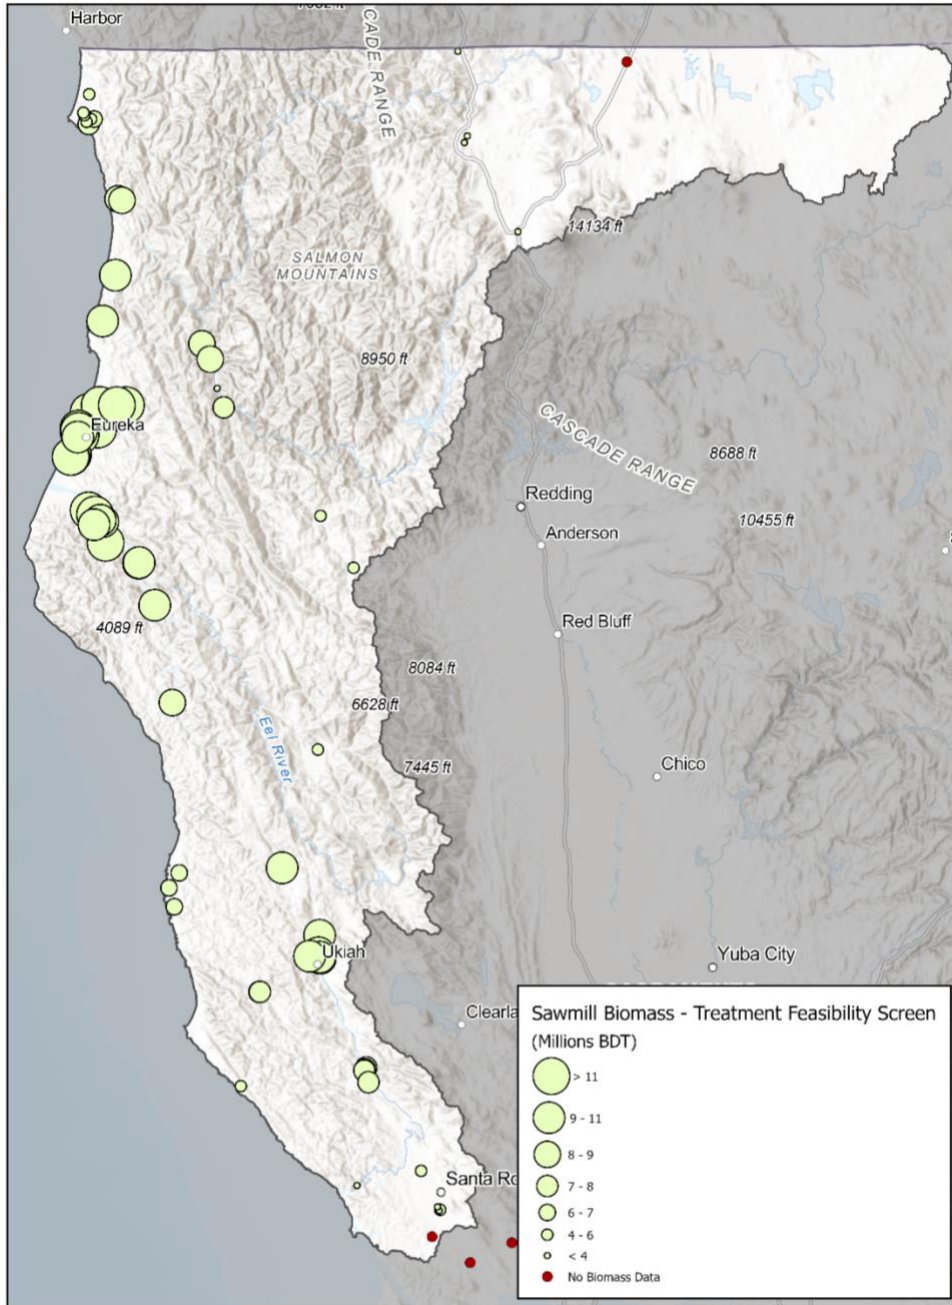 Harbor
CADE RANGE
14134 ft
SALMON
MOUNTAINS
8950 ft
CASCADE RANGE
8688 ft
Eureka
Redding
10455 ft
Anderson
4089 ft
Red Bluff
8084 ft
6628 ft
Eel River
7445 ft
Chico
Ukiah
Yuba City
Clearla
Santa Ro
Sawmill Biomass - Treatment Feasibility Screen
(Millions BDT)
> 11
9 - 11
8 - 9
7 - 8
6 - 7
4 - 6
< 4
No Biomass Data